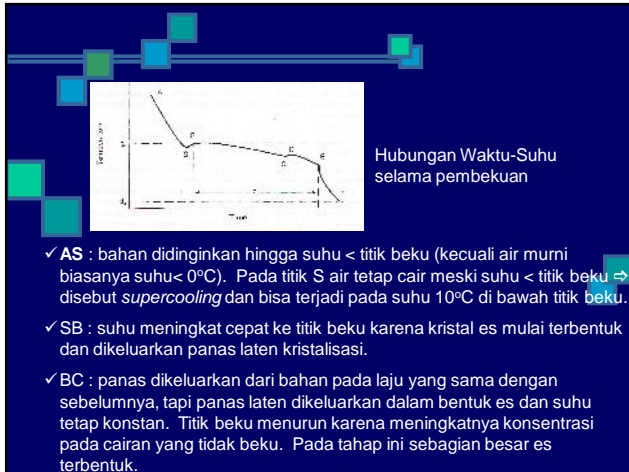 A
B
S
D
C
E
Time
Hubungan Waktu-Suhu
selama pembekuan
✓ AS : bahan didinginkan hingga suhu < titik beku (kecuali air murni
biasanya suhu< 0°C). Pada titik S air tetap cair meski suhu < titik beku ⇨
disebut supercooling dan bisa terjadi pada suhu 10°C di bawah titik beku.
✓ SB : suhu meningkat cepat ke titik beku karena kristal es mulai terbentuk
dan dikeluarkan panas laten kristalisasi.
✓ BC : panas dikeluarkan dari bahan pada laju yang sama dengan
sebelumnya, tapi panas laten dikeluarkan dalam bentuk es dan suhu
tetap konstan. Titik beku menurun karena meningkatnya konsentrasi
pada cairan yang tidak beku. Pada tahap ini sebagian besar es
terbentuk.